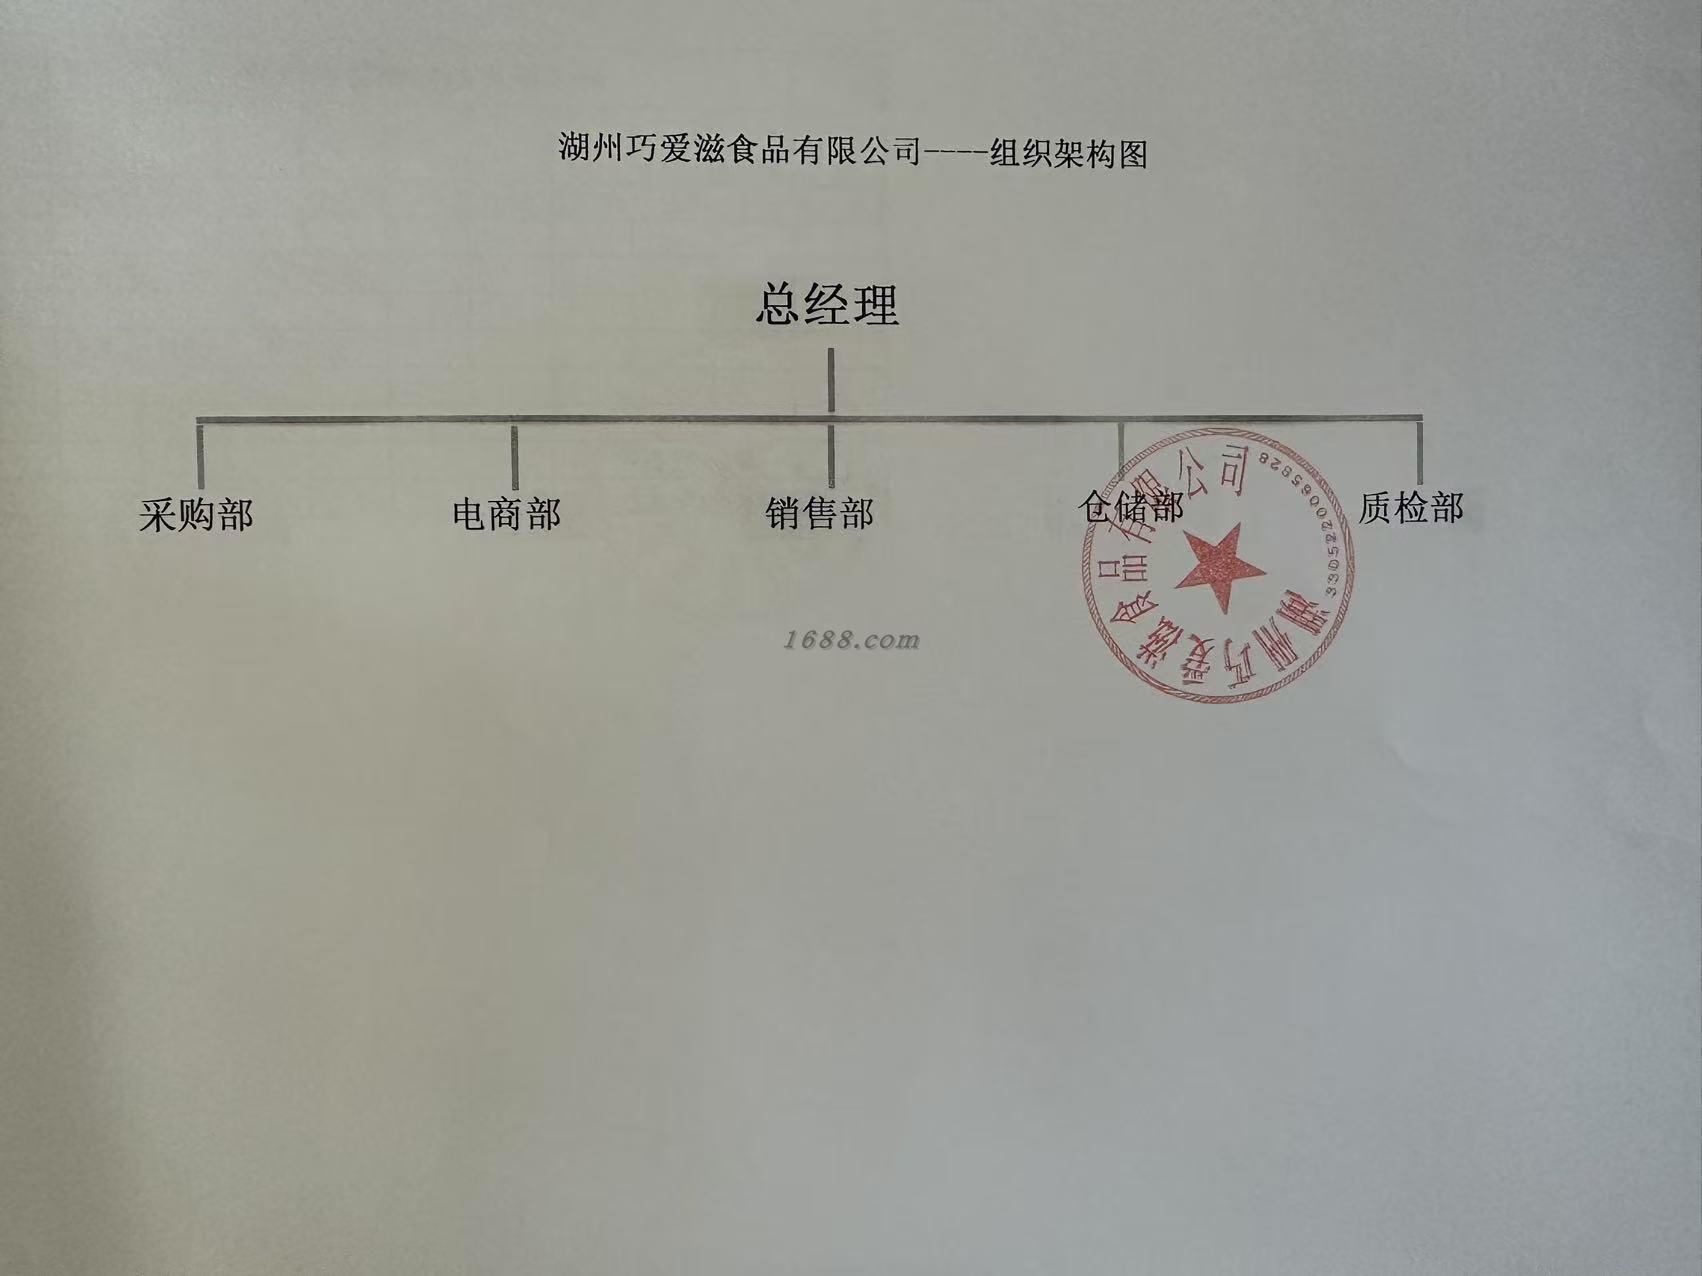 湖州巧爱滋食品有限公司----组织架构图
总经理
采购部 电商部 销售部 仓储部 质检部
1688.com
湖州巧爱滋食品有限公司
3305220065828